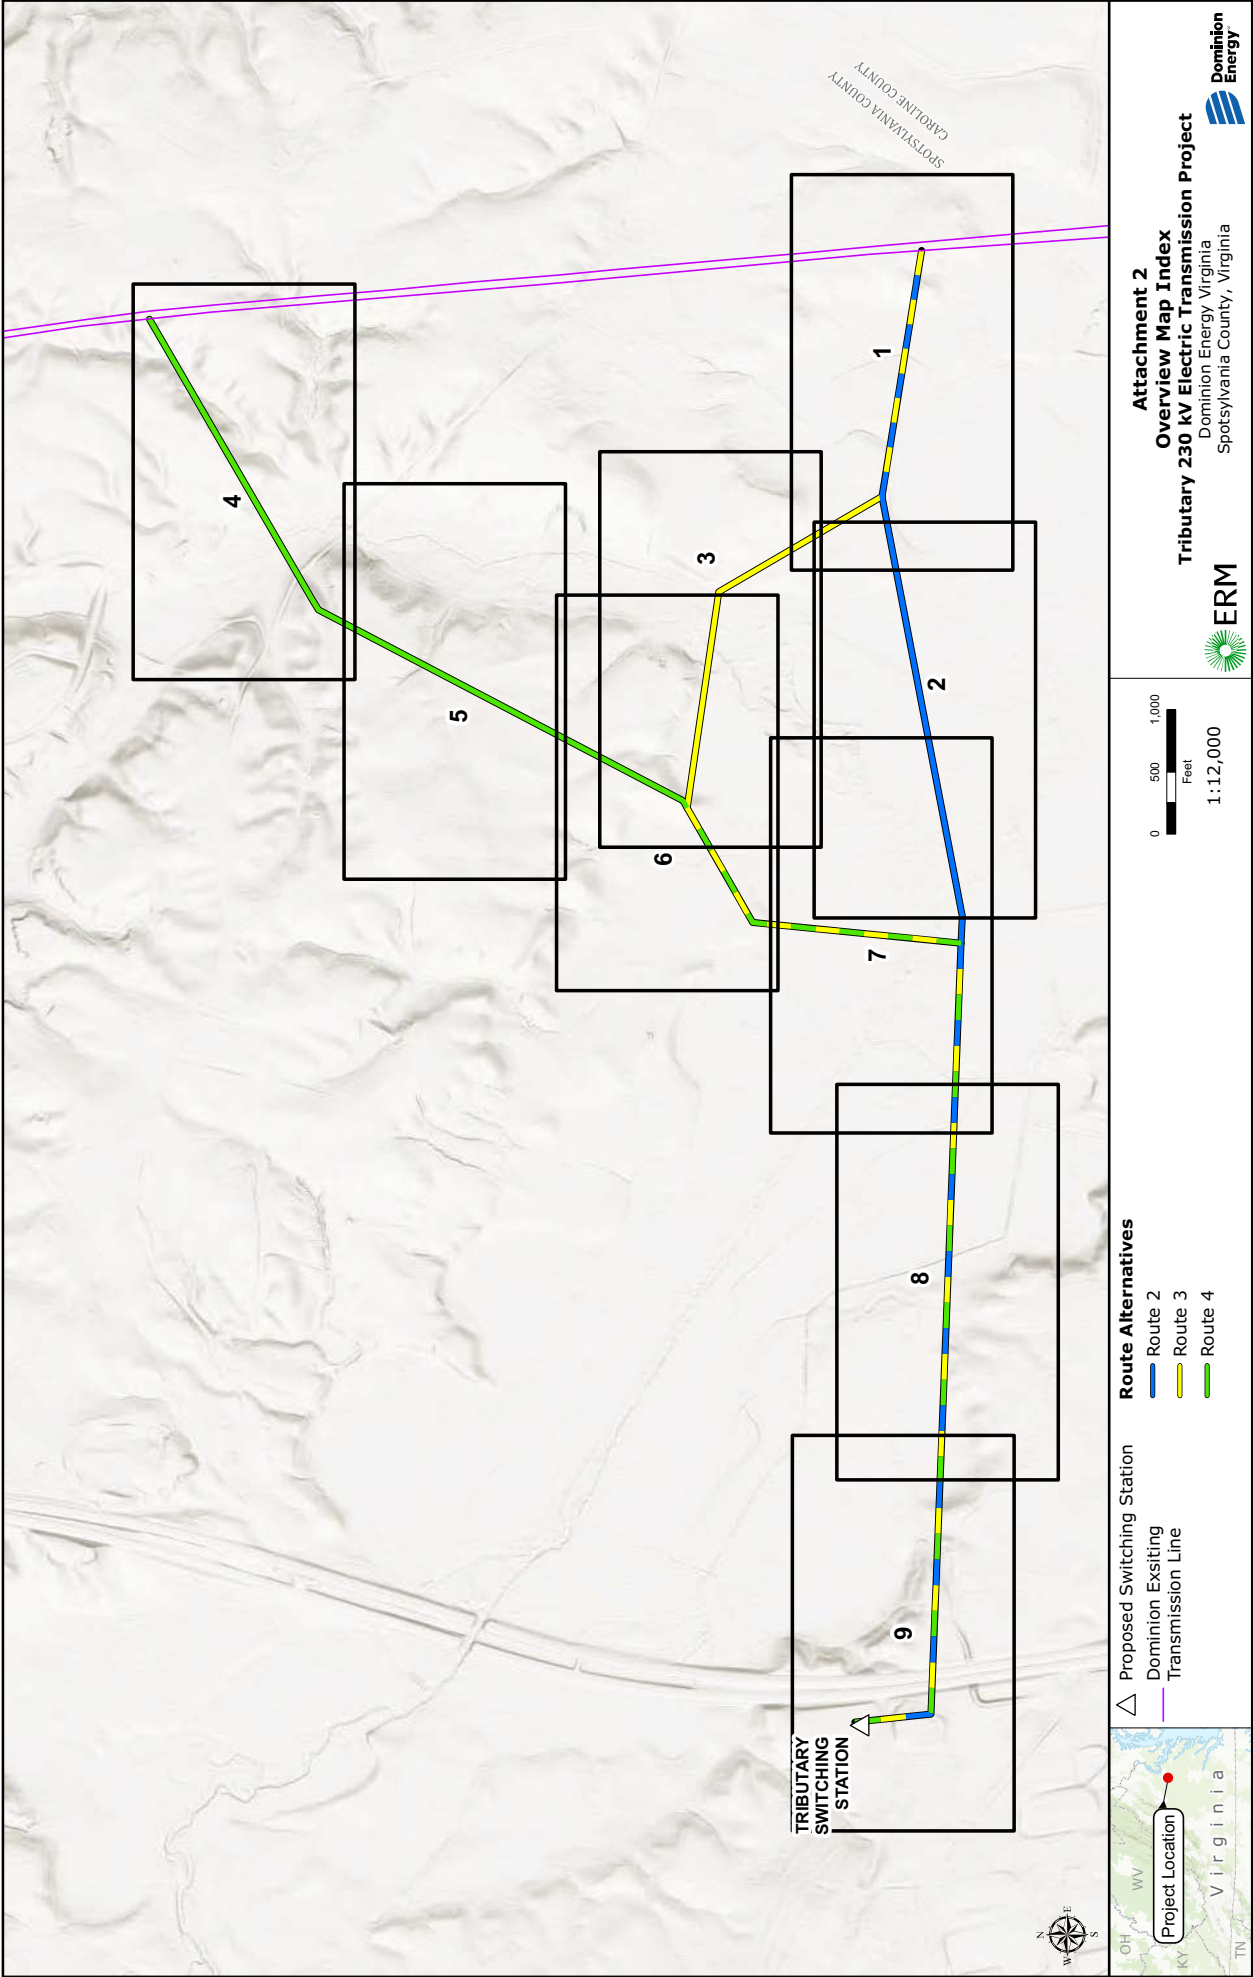 SPOTSYLVANIA COUNTY
CAROLINE COUNTY
4
5
3
1
6
2
7
8
9
TRIBUTARY
SWITCHING
STATION
N
W
E
S
OH
WV
KY
TN
Virginia
Project Location
Proposed Switching Station
Dominion Exsiting
Transmission Line
Route Alternatives
Route 2
Route 3
Route 4
0
500
1,000
Feet
1:12,000
Attachment 2
Overview Map Index
Tributary 230 kV Electric Transmission Project
Dominion Energy Virginia
Spotsylvania County, Virginia
ERM
Dominion
Energy